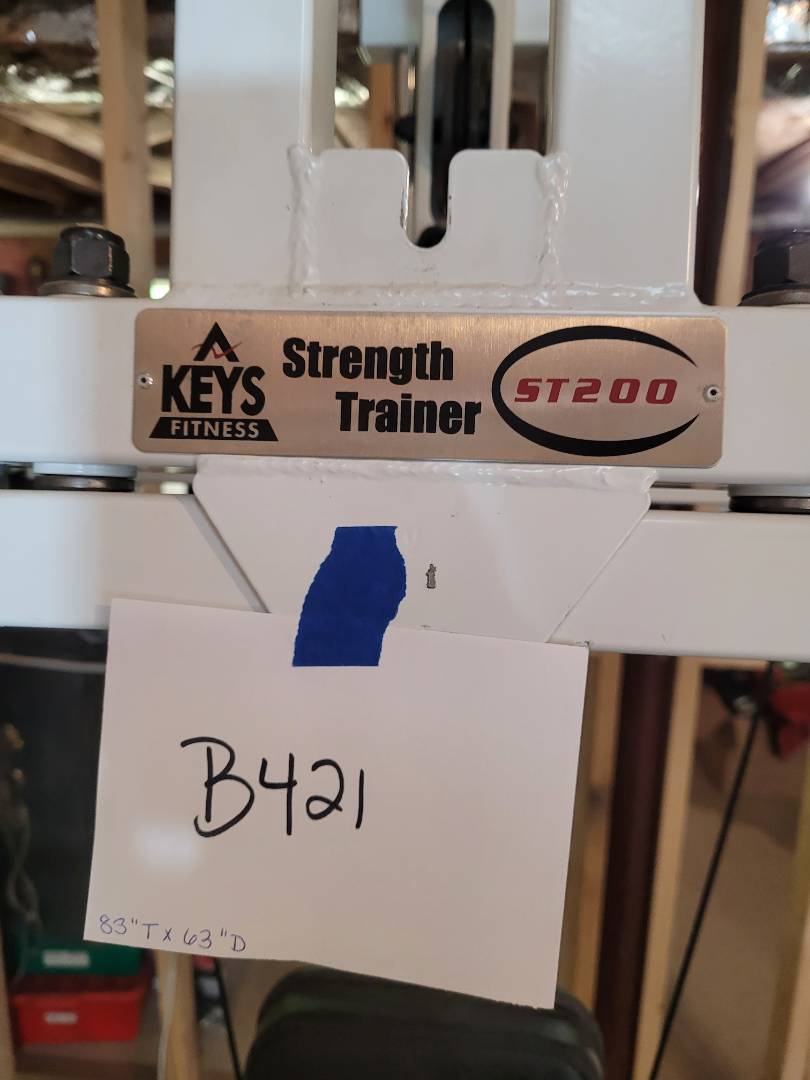 KEYS
FITNESS
Strength
Trainer
ST200
B421
83"T x 63"D